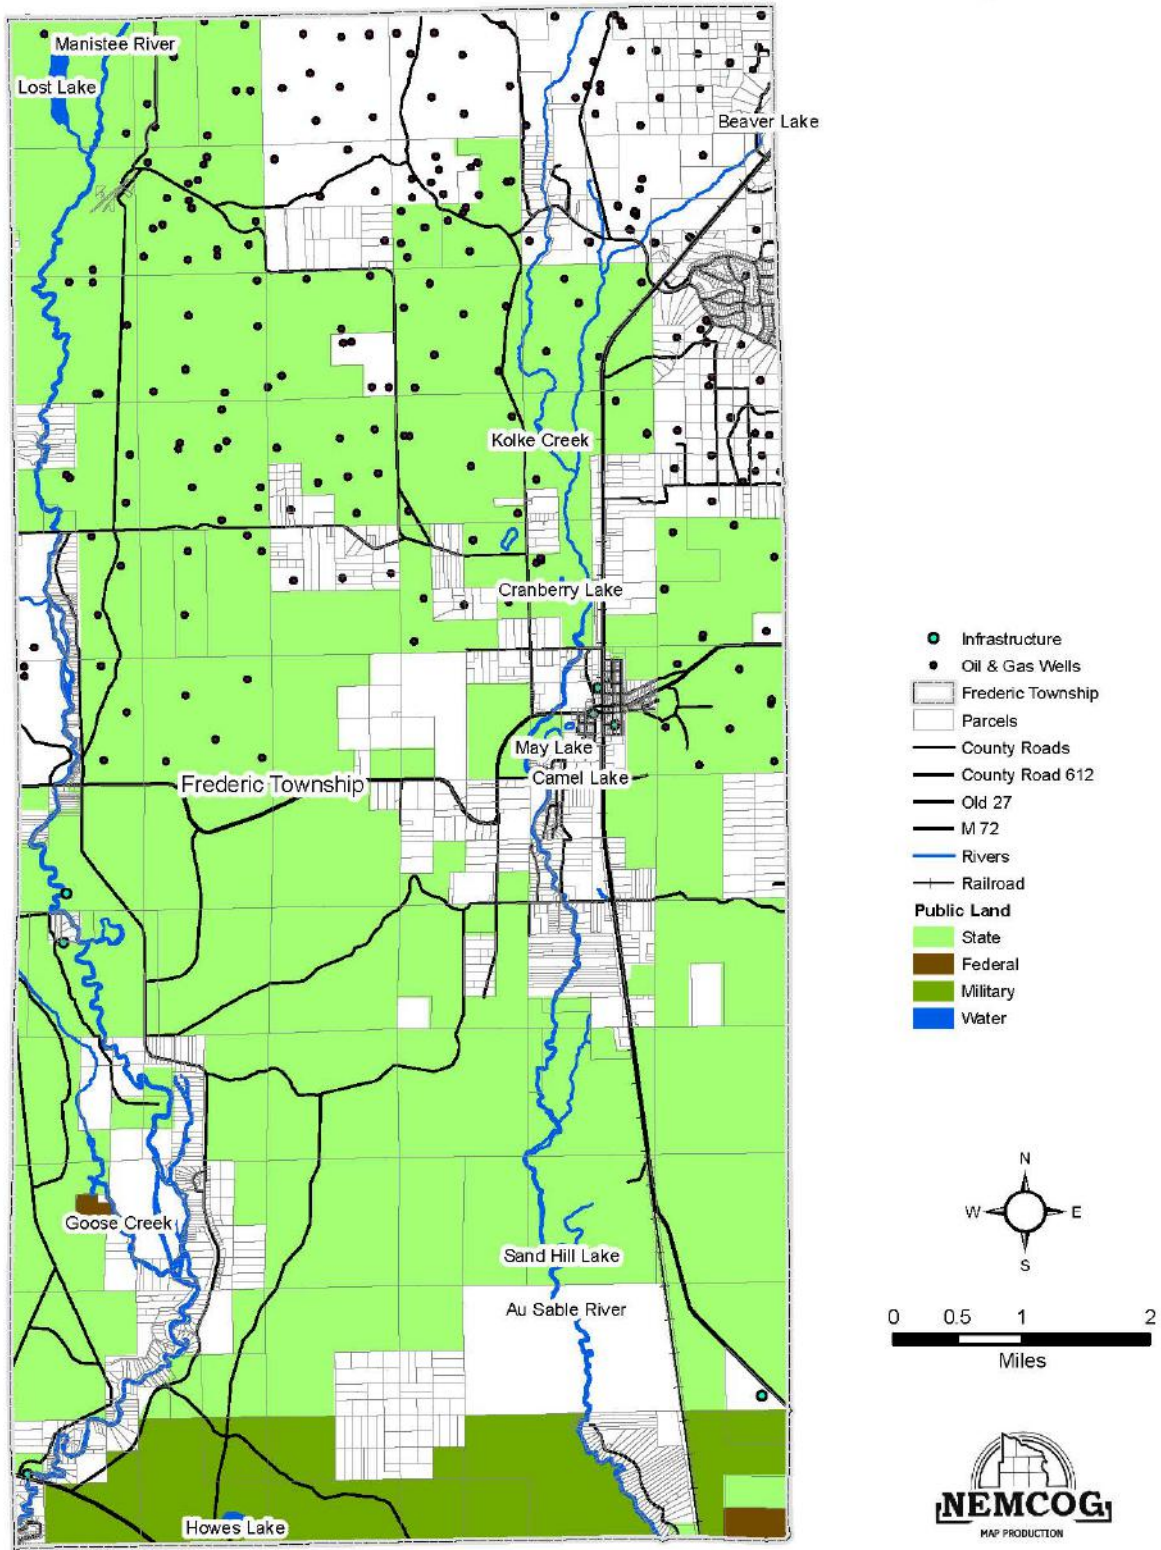 Manistee River
Lost Lake
Beaver Lake
Kolke Creek
Cranberry Lake
May Lake
Camel Lake
Frederic Township
Goose Creek
Sand Hill Lake
Au Sable River
Howes Lake
Infrastructure
Oil & Gas Wells
Frederic Township
Parcels
County Roads
County Road 612
Old 27
M 72
Rivers
Railroad
Public Land
State
Federal
Military
Water
N
W E
S
0 0.5 1 2
Miles
NEMCOG
MAP PRODUCTION